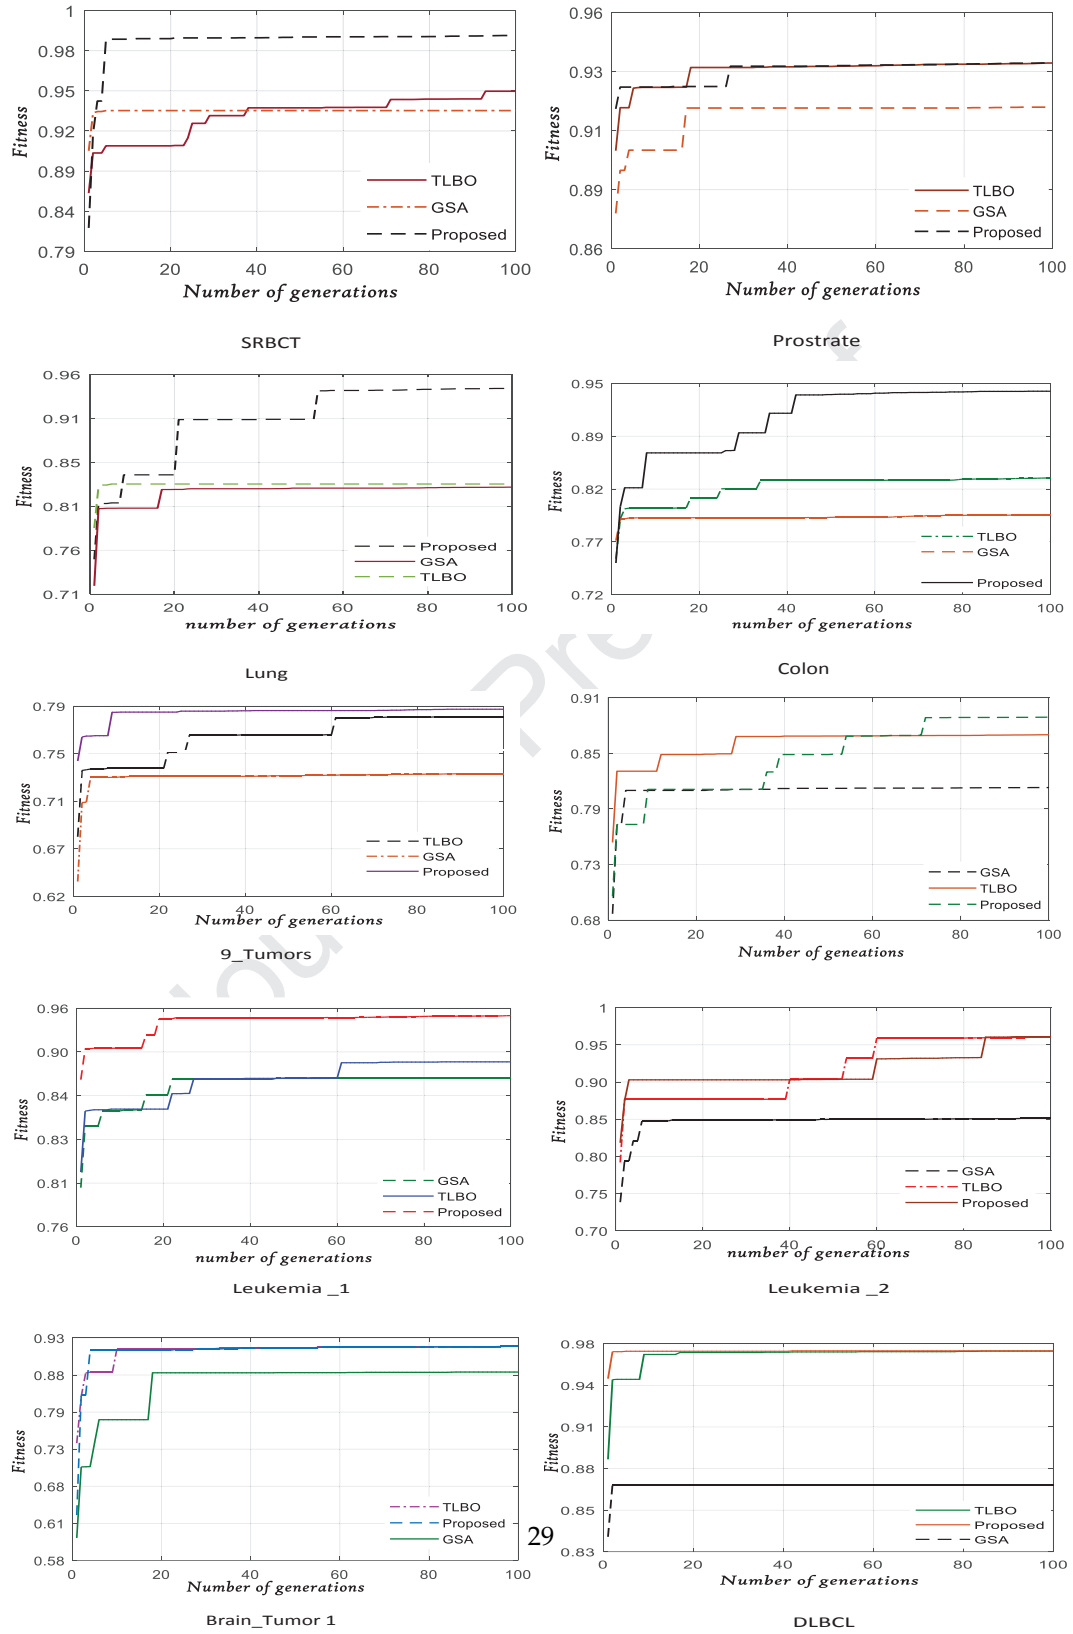 1
0.98
0.95
0.92
0.89
0.84
0.79
Fitness
TLBO
GSA
Proposed
0 20 40 60 80 100
Number of generations
SRBCT
0.96
0.93
0.91
0.89
0.86
Fitness
TLBO
GSA
Proposed
0 20 40 60 80 100
Number of generations
Prostrate
0.96
0.91
0.85
0.81
0.76
0.71
Fitness
Proposed
GSA
TLBO
0 20 40 60 80 100
number of generations
Lung
0.95
0.89
0.82
0.77
0.72
Fitness
TLBO
GSA
Proposed
0 20 40 60 80 100
number of generations
Colon
0.79
0.75
0.71
0.67
0.62
Fitness
TLBO
GSA
Proposed
0 20 40 60 80 100
Number of generations
9_Tumors
0.91
0.85
0.79
0.73
0.68
Fitness
GSA
TLBO
Proposed
0 20 40 60 80 100
Number of geneations
0.96
0.90
0.84
0.83
0.81
0.76
Fitness
GSA
TLBO
Proposed
0 20 40 60 80 100
number of generations
Leukemia _1
1
0.95
0.90
0.85
0.80
0.75
0.70
Fitness
GSA
TLBO
Proposed
0 20 40 60 80 100
number of generations
Leukemia _2
0.93
0.88
0.79
0.73
0.68
0.61
0.58
Fitness
TLBO
Proposed
GSA
0 20 40 60 80 100
Number of generations
Brain_Tumor 1
0.98
0.94
0.91
0.88
0.85
0.83
Fitness
TLBO
Proposed
GSA
0 20 40 60 80 100
Number of generations
DLBCL
29